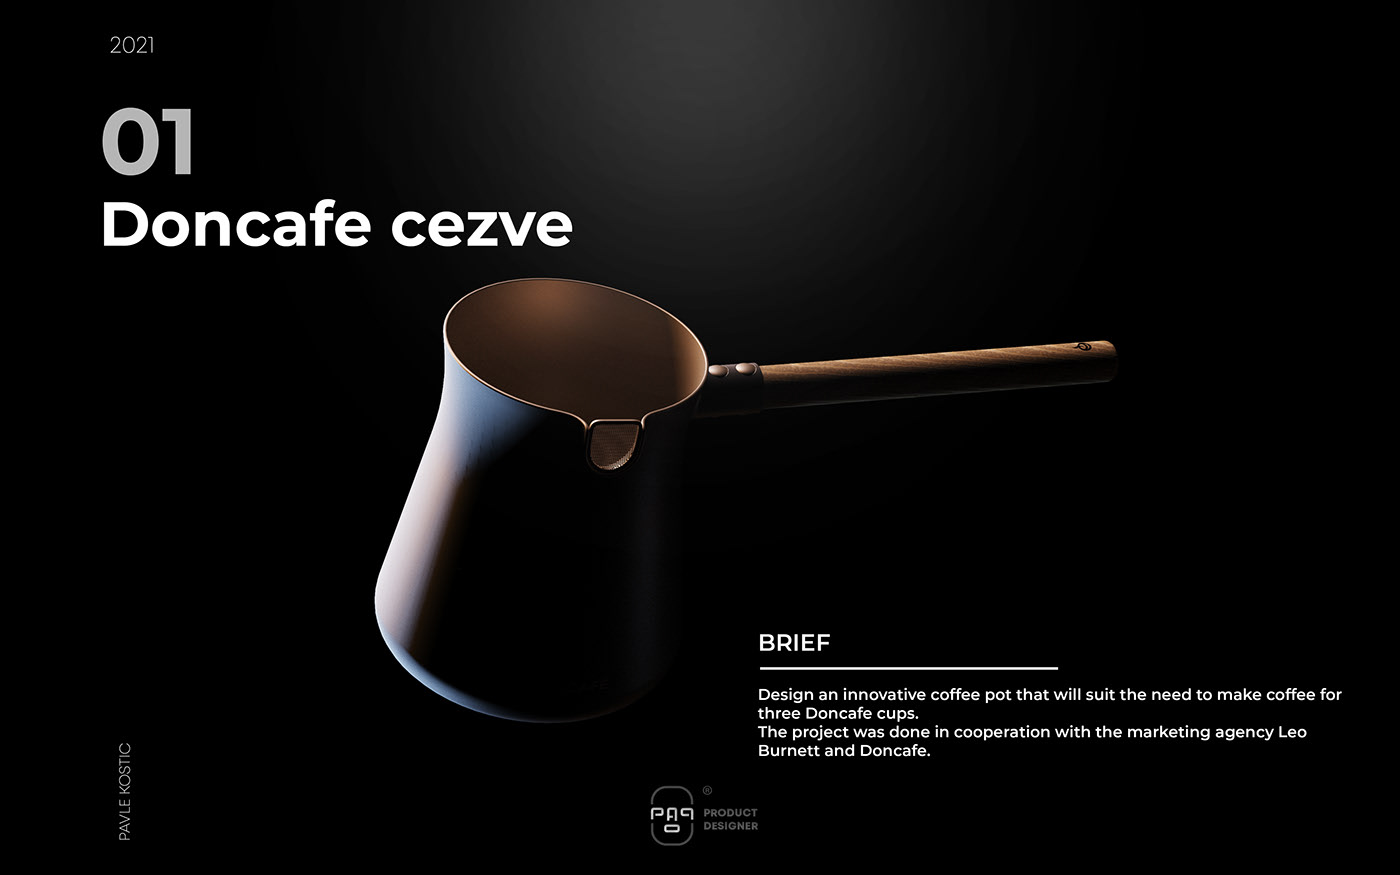 2021
01
Doncafe cezve
BRIEF
Design an innovative coffee pot that will suit the need to make coffee for
three Doncafe cups.
The project was done in cooperation with the marketing agency Leo
Burnett and Doncafe.
PAVLE KOSTIC
®
PRODUCT
DESIGNER